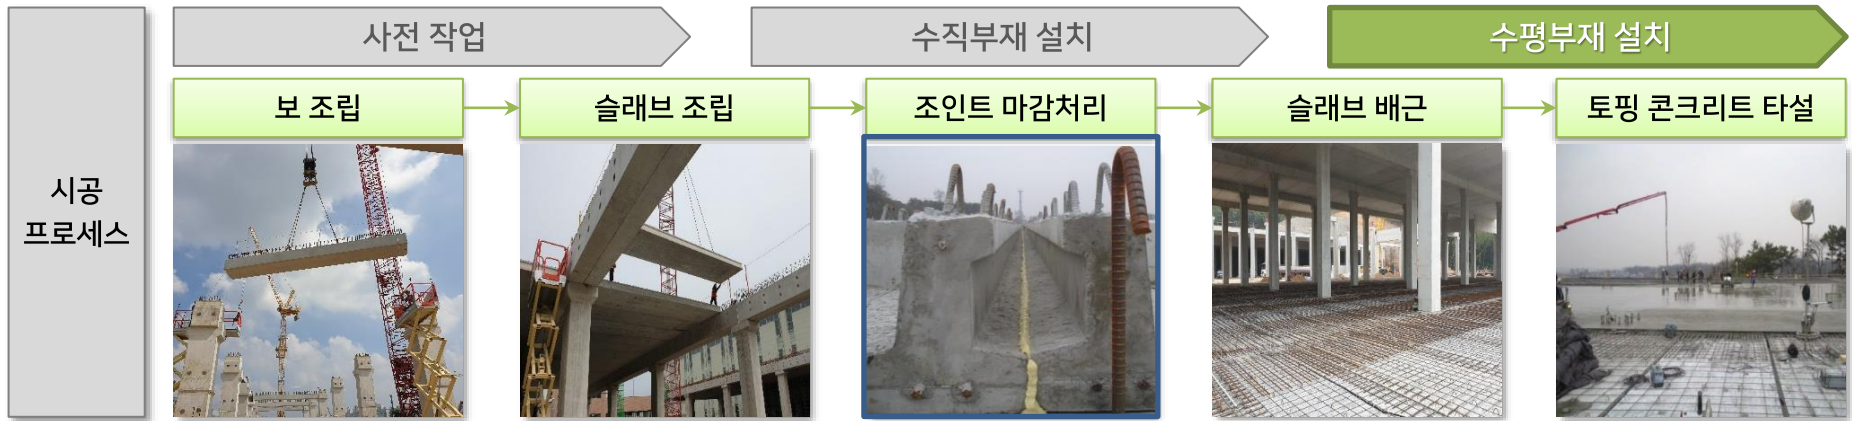 사전 작업
수직부재 설치
수평부재 설치
시공
프로세스
보 조립
슬래브 조립
조인트 마감처리
슬래브 배근
토핑 콘크리트 타설